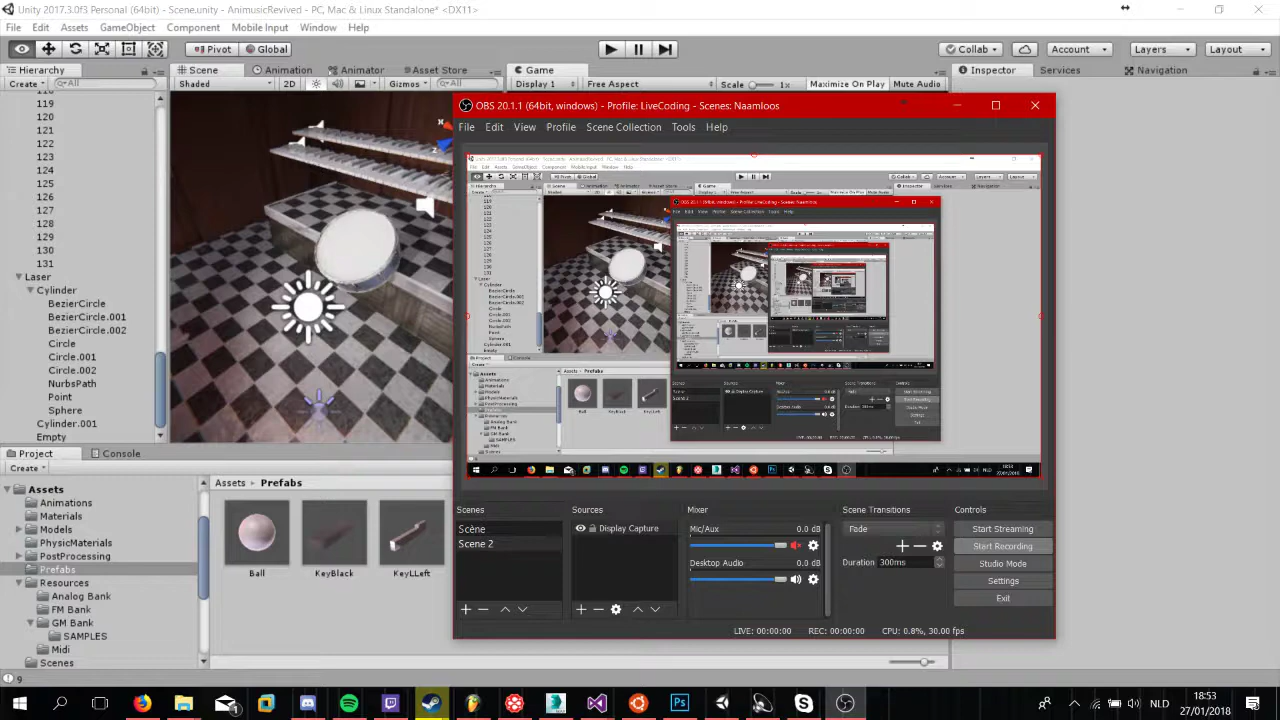 Unity 2017.3.0f3 Personal (64bit) - Scene.unity - AnimusicRevived - PC, Mac & Linux Standalone* <DX11>
File Edit Assets GameObject Component Mobile Input Window Help
Pivot Global Collab Account Layers Layout
Hierarchy Scene Animation Animator Asset Store Game Inspector Services Navigation
Create All Shaded 2D Gizmos All Display 1 Free Aspect Scale 1x Maximize On Play Mute Audio
119
120
121
122
123
124
125
126
127
128
129
130
131
Laser
Cylinder
BezierCircle
BezierCircle.001
BezierCircle.002
Circle
Circle.001
Circle.002
NurbsPath
Point
Sphere
Cylinder.001
Empty
x
z
Project Console
Create
Assets
Animations
Materials
Models
PhysicMaterials
PostProcessing
Prefabs
Resources
Analog Bank
FM Bank
GM Bank
SAMPLES
Midi
Scenes
Assets Prefabs
Ball KeyBlack KeyLLeft
9
OBS 20.1.1 (64bit, windows) - Profile: LiveCoding - Scenes: Naamloos
File Edit View Profile Scene Collection Tools Help
Scenes Sources Mixer Scene Transitions Controls
Scène
Scene 2
Display Capture
Mic/Aux 0.0 dB
Desktop Audio 0.0 dB
Fade
Duration 300ms
Start Streaming
Start Recording
Studio Mode
Settings
Exit
LIVE: 00:00:00 REC: 00:00:00 CPU: 0.8%, 30.00 fps
NLD
18:53
27/01/2018